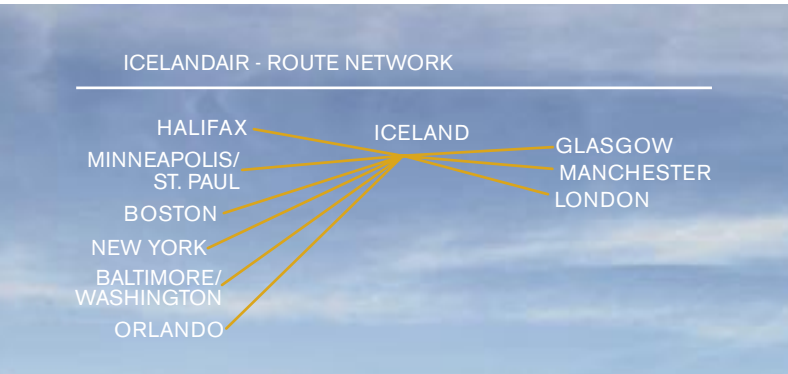 ICELANDAIR - ROUTE NETWORK
HALIFAX
MINNEAPOLIS/
ST. PAUL
BOSTON
NEW YORK
BALTIMORE/
WASHINGTON
ORLANDO
ICELAND
GLASGOW
MANCHESTER
LONDON